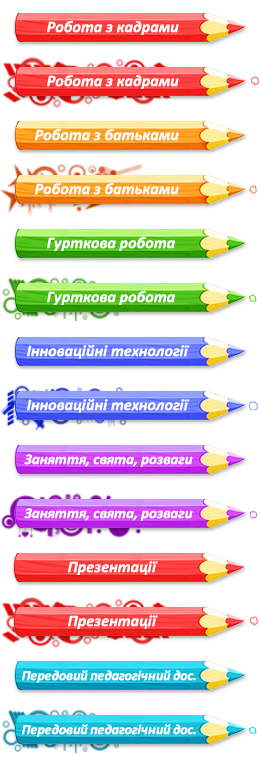 Робота з кадрами
Робота з кадрами
Робота з батьками
Робота з батьками
Гурткова робота
Гурткова робота
Інноваційні технології
Інноваційні технології
Заняття, свята, розваги
Заняття, свята, розваги
Презентації
Презентації
Передовий педагогічний дос.
Передовий педагогічний дос.